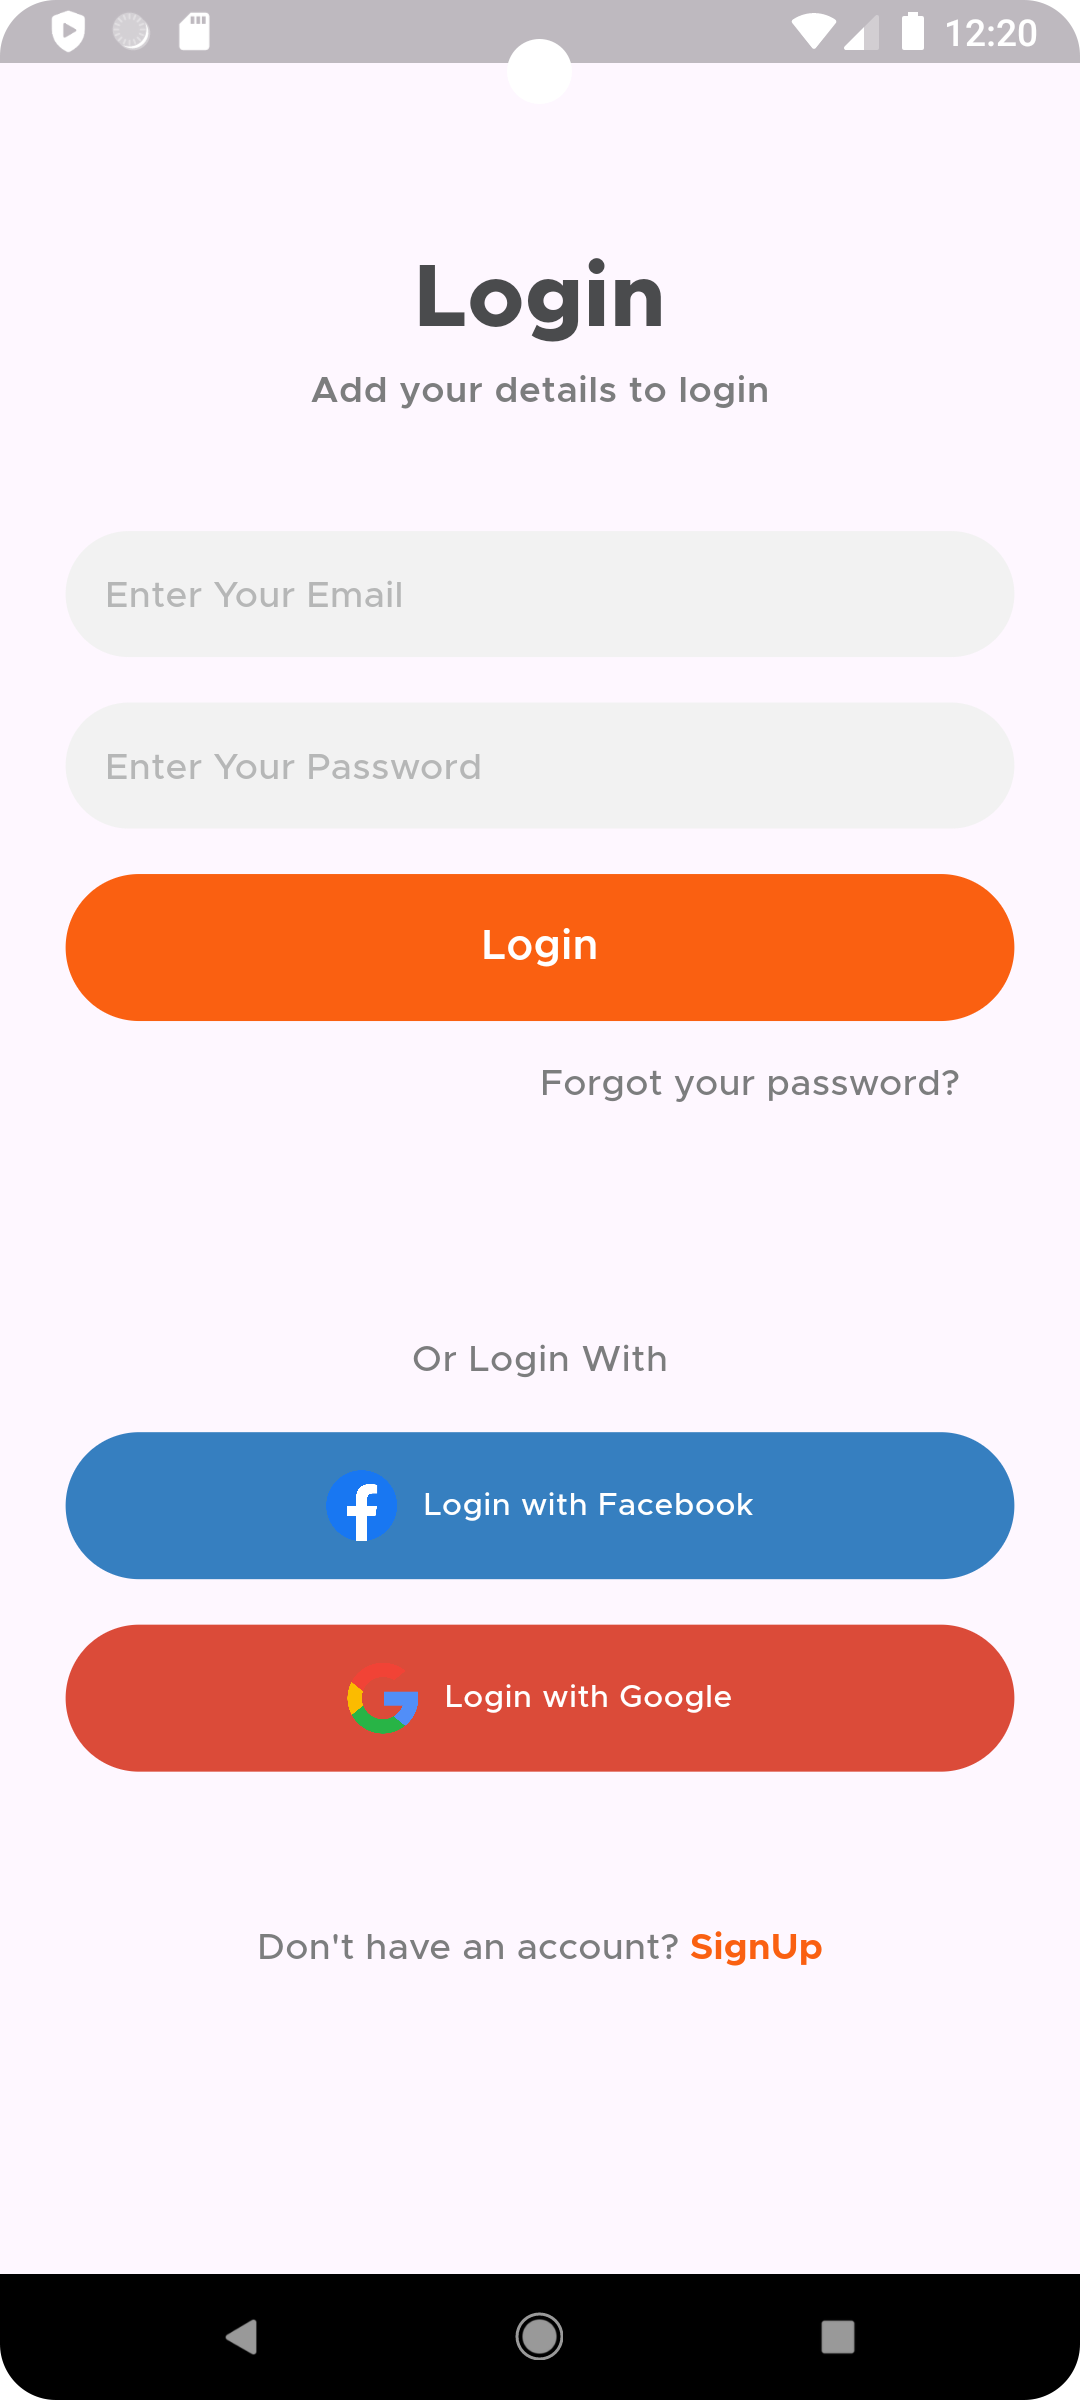 12:20
Login
Add your details to login
Enter Your Email
Enter Your Password
Login
Forgot your password?
Or Login With
Login with Facebook
Login with Google
Don't have an account? SignUp